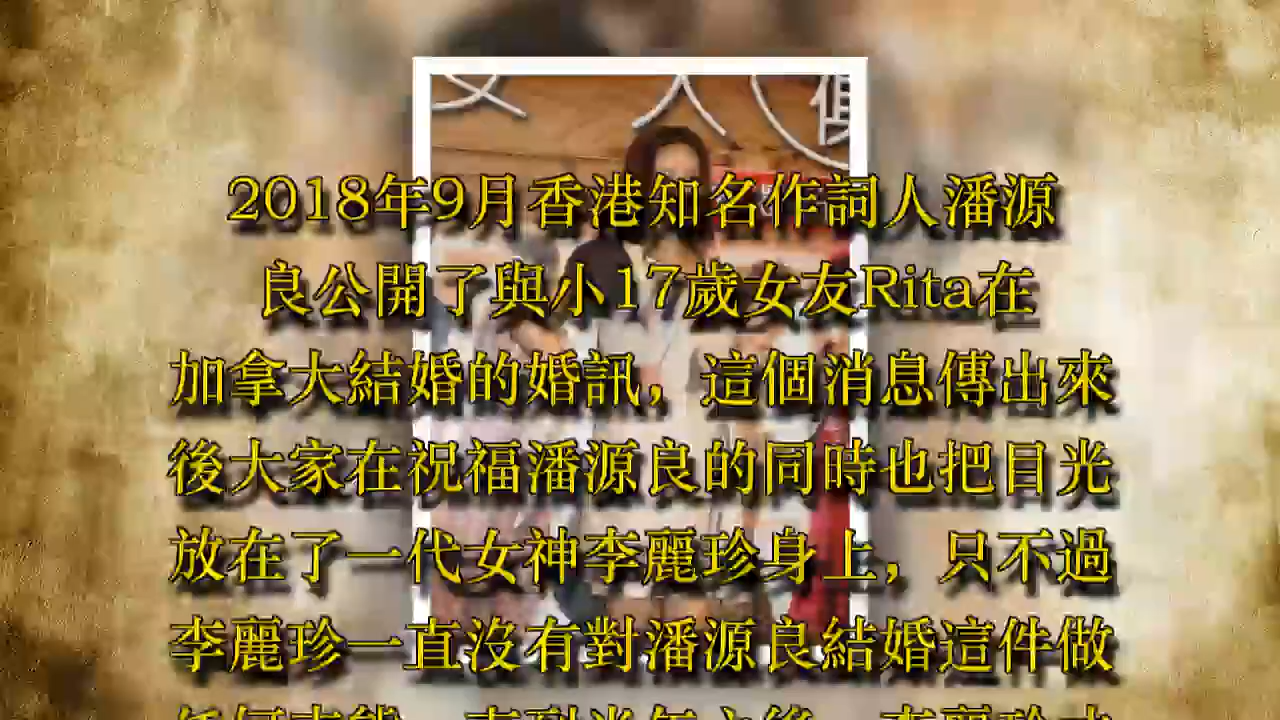 2018年9月香港知名作詞人潘源
良公開了與小17歲女友Rita在
加拿大結婚的婚訊，這個消息傳出來
後大家在祝福潘源良的同時也把目光
放在了一代女神李麗珍身上，只不過
李麗珍一直沒有對潘源良結婚這件做